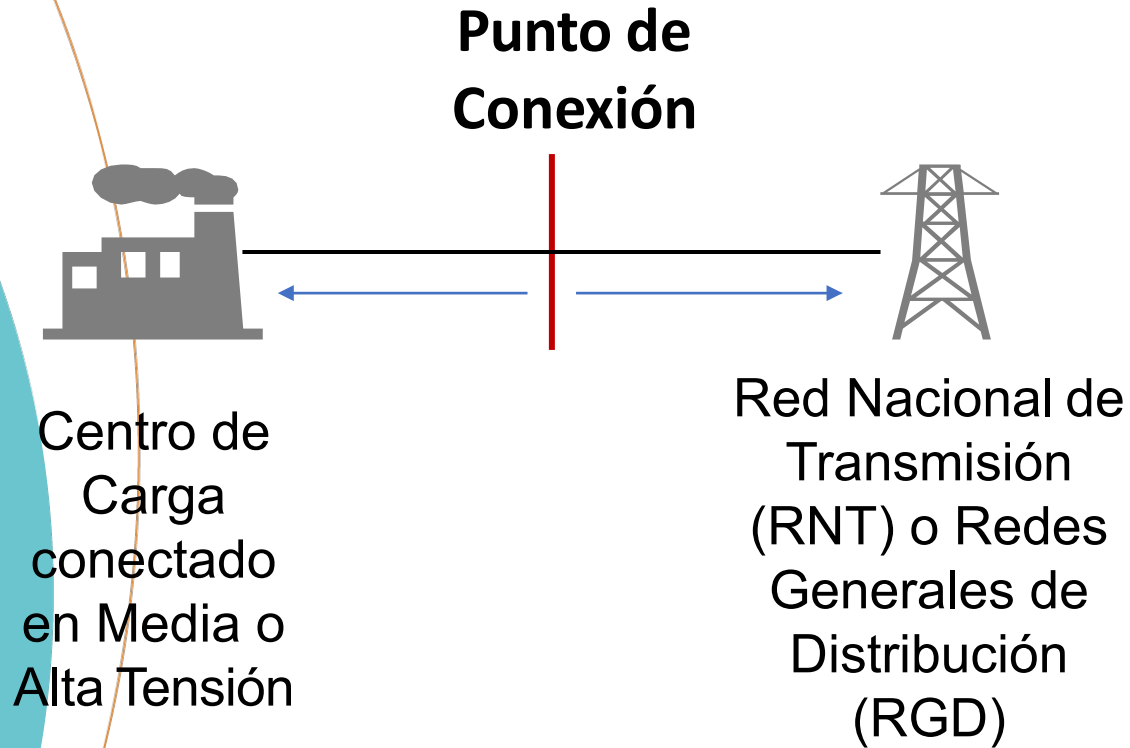 Punto de
Conexión
Centro de
Carga
conectado
en Media o
Alta Tensión
Red Nacional de
Transmisión
(RNT) o Redes
Generales de
Distribución
(RGD)